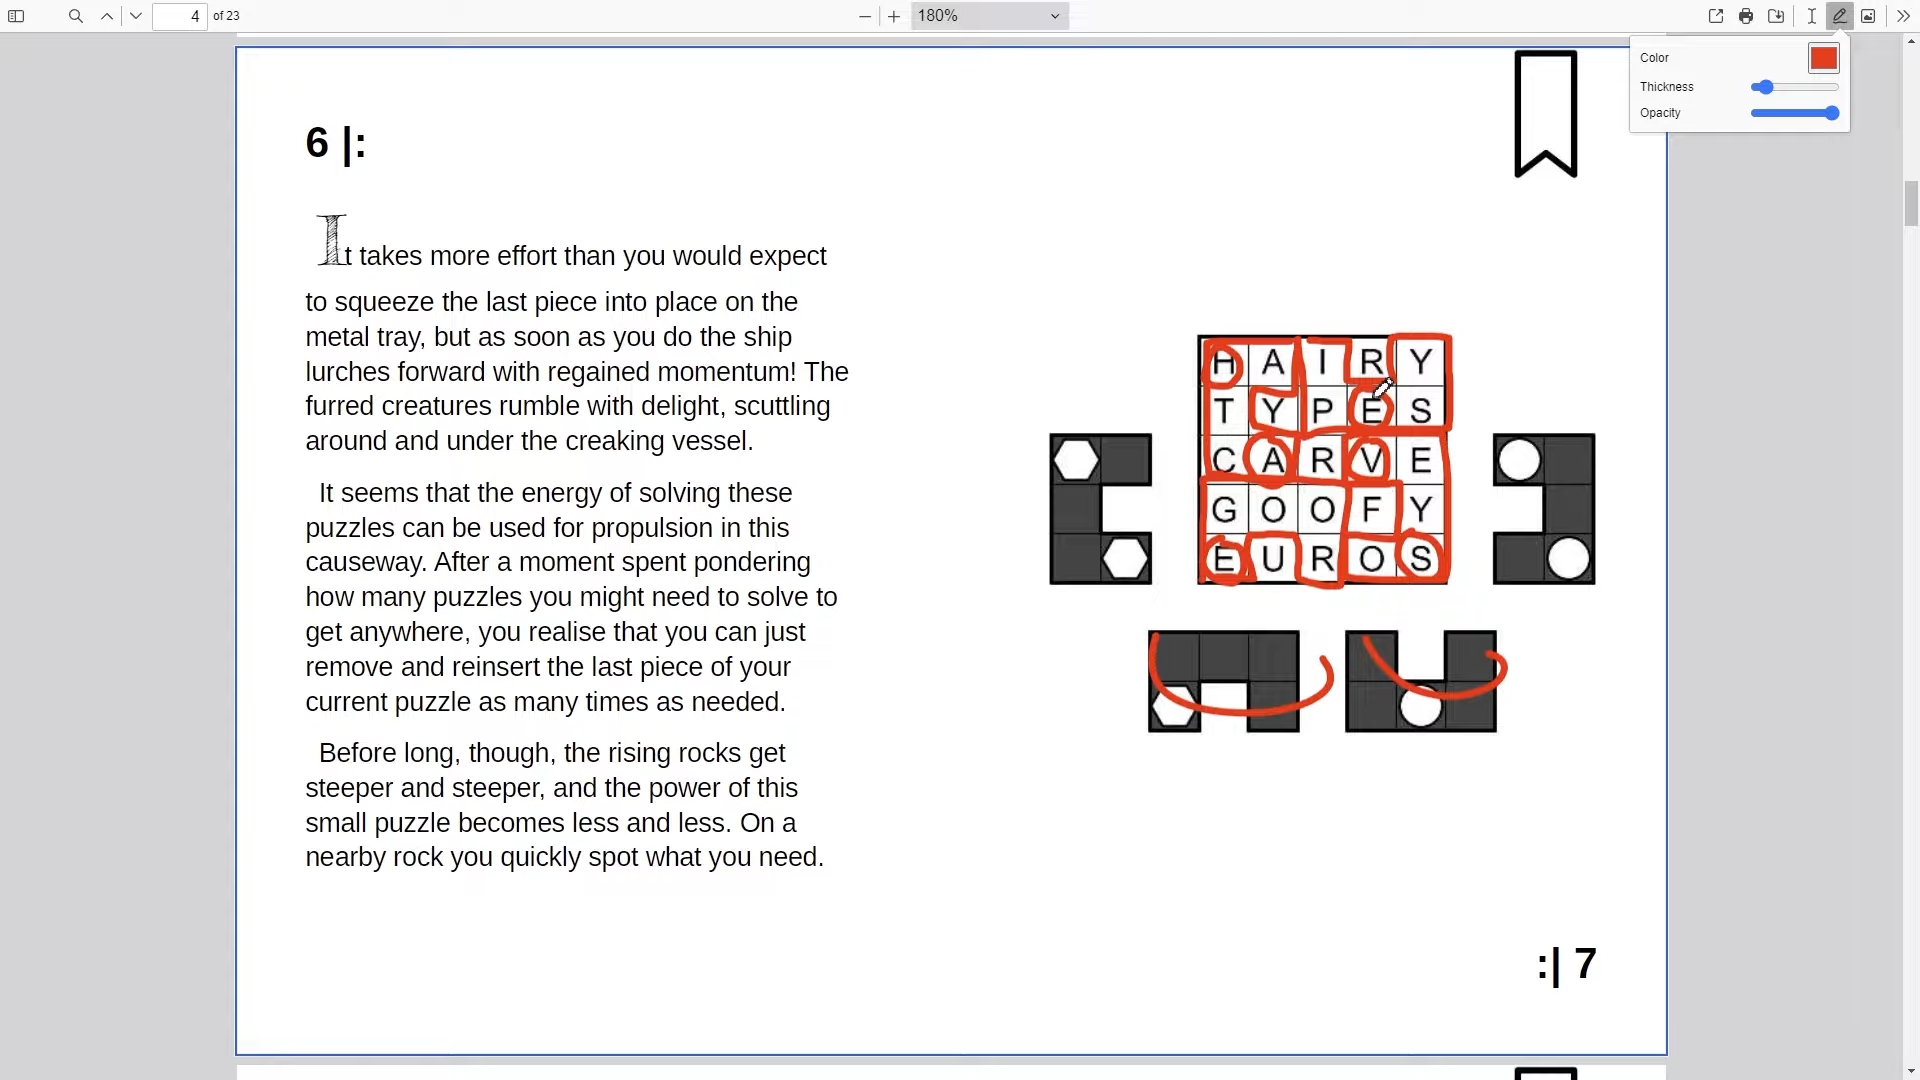 4 of 23
180%
Color
Thickness
Opacity
6 |:
It takes more effort than you would expect
to squeeze the last piece into place on the
metal tray, but as soon as you do the ship
lurches forward with regained momentum! The
furred creatures rumble with delight, scuttling
around and under the creaking vessel.
It seems that the energy of solving these
puzzles can be used for propulsion in this
causeway. After a moment spent pondering
how many puzzles you might need to solve to
get anywhere, you realise that you can just
remove and reinsert the last piece of your
current puzzle as many times as needed.
Before long, though, the rising rocks get
steeper and steeper, and the power of this
small puzzle becomes less and less. On a
nearby rock you quickly spot what you need.
H A I R Y
T Y P E S
C A R V E
G O O F Y
E U R O S
:| 7